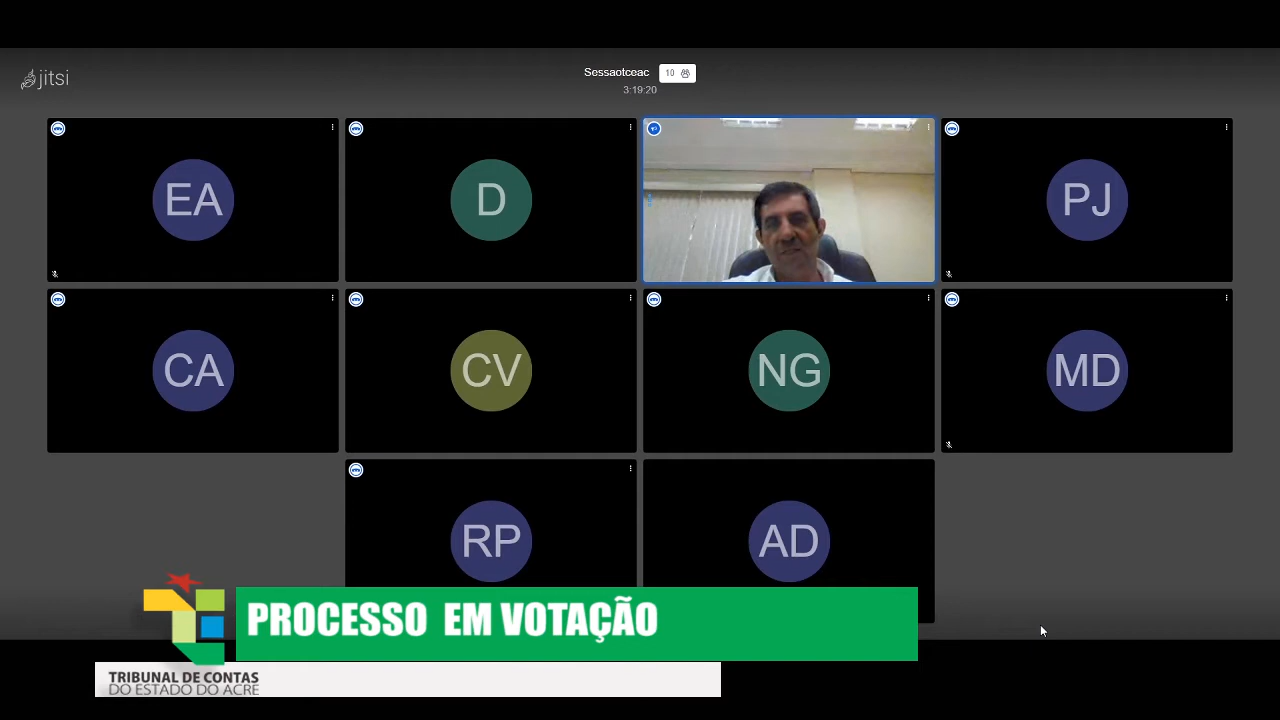 jitsi
Sessaotceac 10
3:19:20
EA
D
PJ
CA
CV
NG
MD
RP
AD
PROCESSO EM VOTAÇÃO
TRIBUNAL DE CONTAS
DO ESTADO DO ACRE